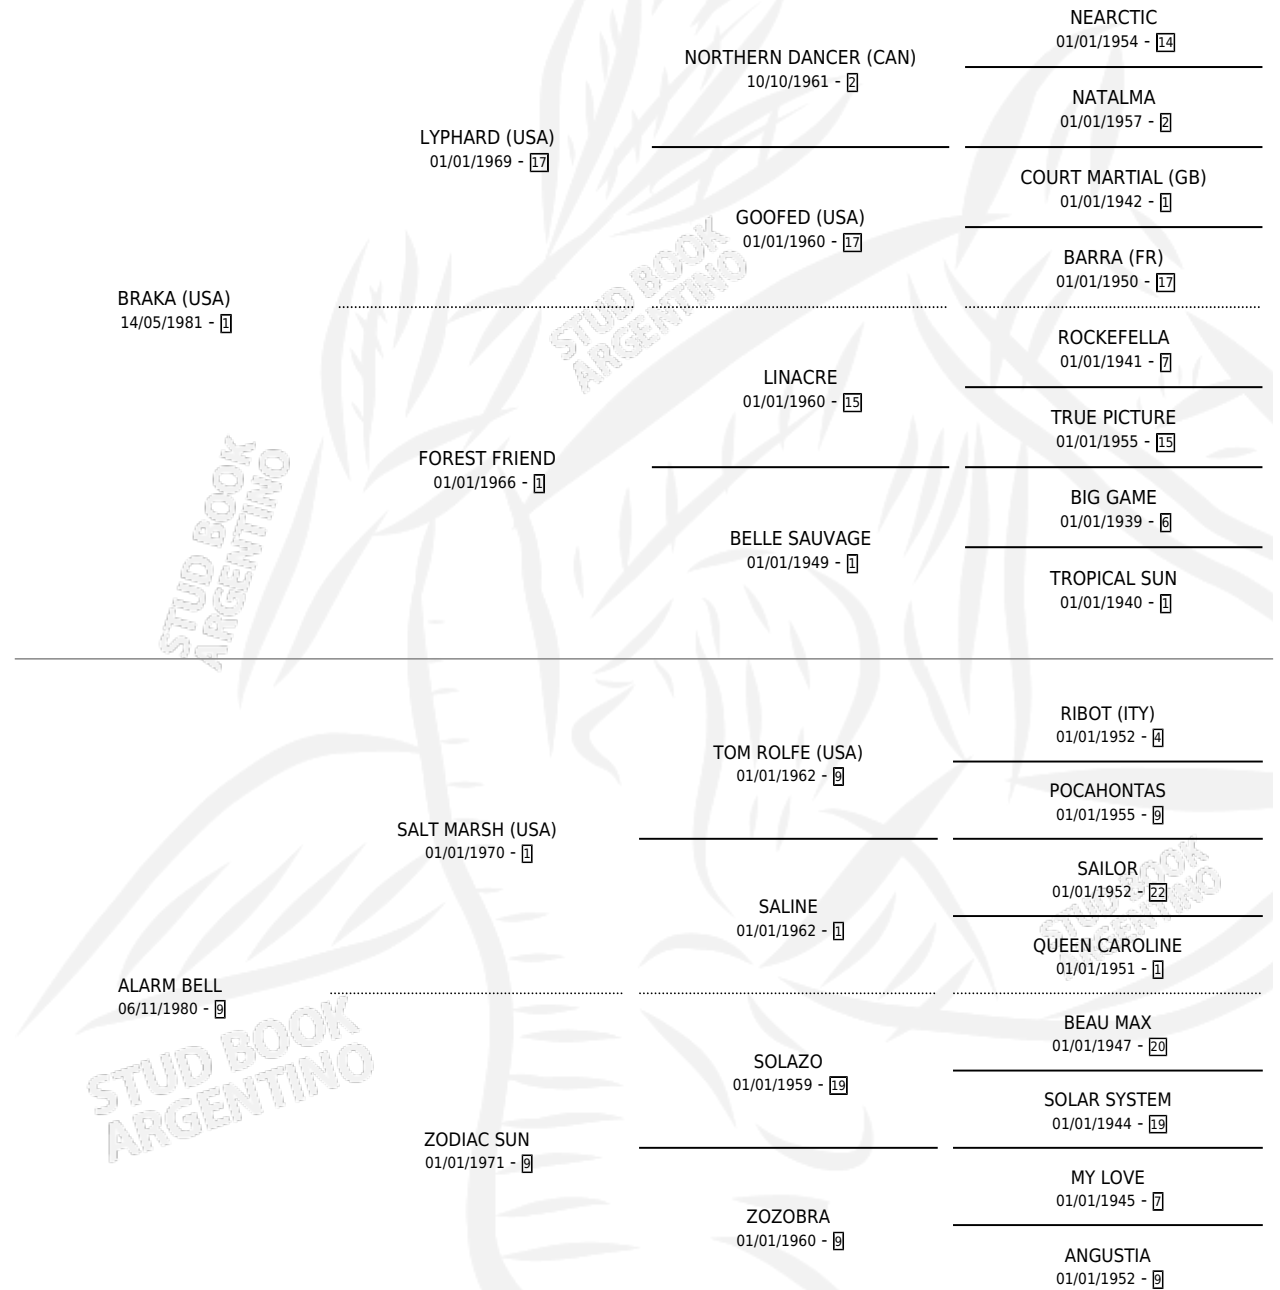 NEARCTIC
01/01/1954 - 14
NORTHERN DANCER (CAN)
10/10/1961 - 2
NATALMA
01/01/1957 - 2
LYPHARD (USA)
01/01/1969 - 17
COURT MARTIAL (GB)
01/01/1942 - 1
GOOFED (USA)
01/01/1960 - 17
BARRA (FR)
01/01/1950 - 17
BRAKA (USA)
14/05/1981 - 1
ROCKEFELLA
01/01/1941 - 7
LINACRE
01/01/1960 - 15
TRUE PICTURE
01/01/1955 - 15
FOREST FRIEND
01/01/1966 - 1
BIG GAME
01/01/1939 - 6
BELLE SAUVAGE
01/01/1949 - 1
TROPICAL SUN
01/01/1940 - 1
STUD BOOK
ARGENTINO
STUD BOOK
ARGENTINO
RIBOT (ITY)
01/01/1952 - 4
TOM ROLFE (USA)
01/01/1962 - 9
POCAHONTAS
01/01/1955 - 9
SALT MARSH (USA)
01/01/1970 - 1
SAILOR
01/01/1952 - 22
SALINE
01/01/1962 - 1
QUEEN CAROLINE
01/01/1951 - 1
STUD BOOK
ARGENTINO
ALARM BELL
06/11/1980 - 9
BEAU MAX
01/01/1947 - 20
SOLAZO
01/01/1959 - 19
SOLAR SYSTEM
01/01/1944 - 19
ZODIAC SUN
01/01/1971 - 9
MY LOVE
01/01/1945 - 7
ZOZOBRA
01/01/1960 - 9
ANGUSTIA
01/01/1952 - 9
STUD BOOK
ARGENTINO